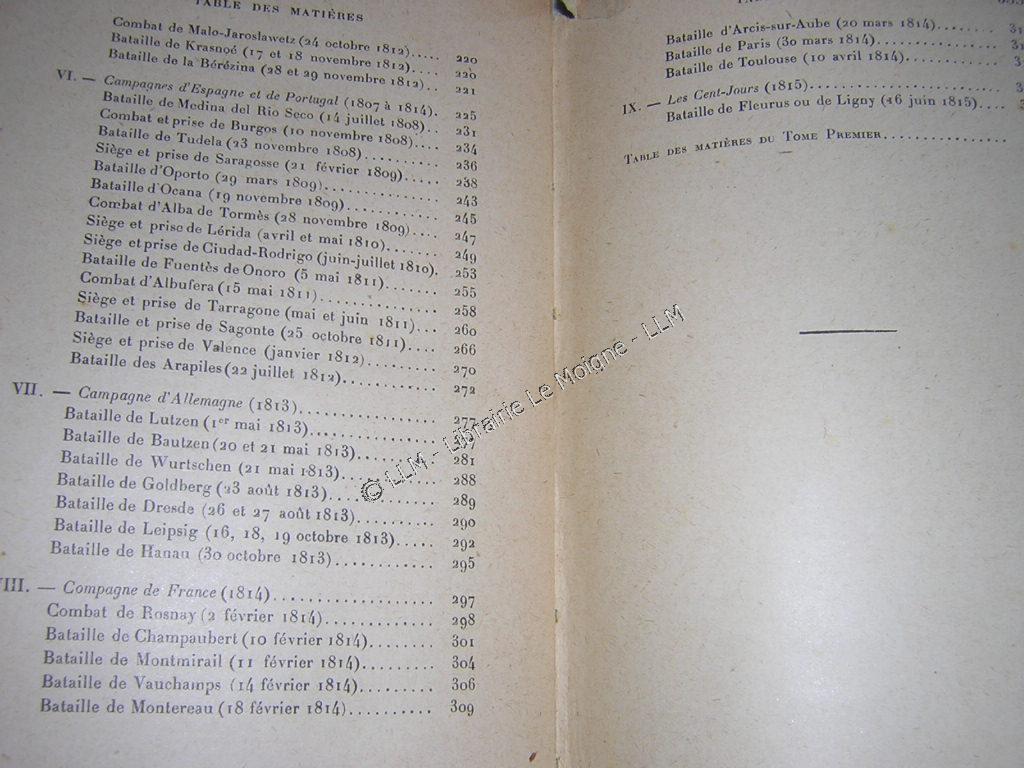 TABLE DES MATIÈRES
Combat de Malo-Jaroslawetz (24 octobre 1812).... 220
Bataille de Krasnoé (17 et 18 novembre 1812).... 220
Bataille de la Bérézina (28 et 29 novembre 1812).. 221
VI. — Campagnes d'Espagne et de Portugal (1807 à 1814). 225
Bataille de Medina del Rio Seco (14 juillet 1808).. 231
Combat et prise de Burgos (10 novembre 1808).... 234
Bataille de Tudela (23 novembre 1808)........... 236
Siège et prise de Saragosse (21 février 1809)..... 238
Bataille d'Oporto (29 mars 1809)................ 243
Bataille d'Ocana (19 novembre 1809)............ 245
Combat d'Alba de Tormès (28 novembre 1809).... 247
Siège et prise de Lérida (avril et mai 1810)....... 249
Siège et prise de Ciudad-Rodrigo (juin-juillet 1810). 253
Bataille de Fuentès de Onoro (5 mai 1811)....... 255
Combat d'Albufera (15 mai 1811)............... 258
Siège et prise de Tarragone (mai et juin 1811)... 260
Bataille et prise de Sagonte (25 octobre 1811).... 266
Siège et prise de Valence (janvier 1812).......... 270
Bataille des Arapiles (22 juillet 1812)............ 272
VII. — Campagne d'Allemagne (1813)................ 277
Bataille de Lutzen (1er mai 1813)...............
Bataille de Bautzen (20 et 21 mai 1813).......... 281
Bataille de Wurtschen (21 mai 1813)............ 288
Bataille de Goldberg (23 août 1813)............. 289
Bataille de Dresde (26 et 27 août 1813).......... 290
Bataille de Leipsig (16, 18, 19 octobre 1813)..... 292
Bataille de Hanau (30 octobre 1813)............ 295
VIII. — Campagne de France (1814).................. 297
Combat de Rosnay (2 février 1814)............. 298
Bataille de Champaubert (10 février 1814)........ 301
Bataille de Montmirail (11 février 1814)......... 304
Bataille de Vauchamps (14 février 1814)......... 306
Bataille de Montereau (18 février 1814).......... 309
Bataille d'Arcis-sur-Aube (20 mars 1814)........
Bataille de Paris (30 mars 1814)................
Bataille de Toulouse (10 avril 1814).............
IX. — Les Cent-Jours (1815)........................
Bataille de Fleurus ou de Ligny (16 juin 1815)....
TABLE DES MATIÈRES DU TOME PREMIER................
© LLM - Librairie Le Moigne - LLM